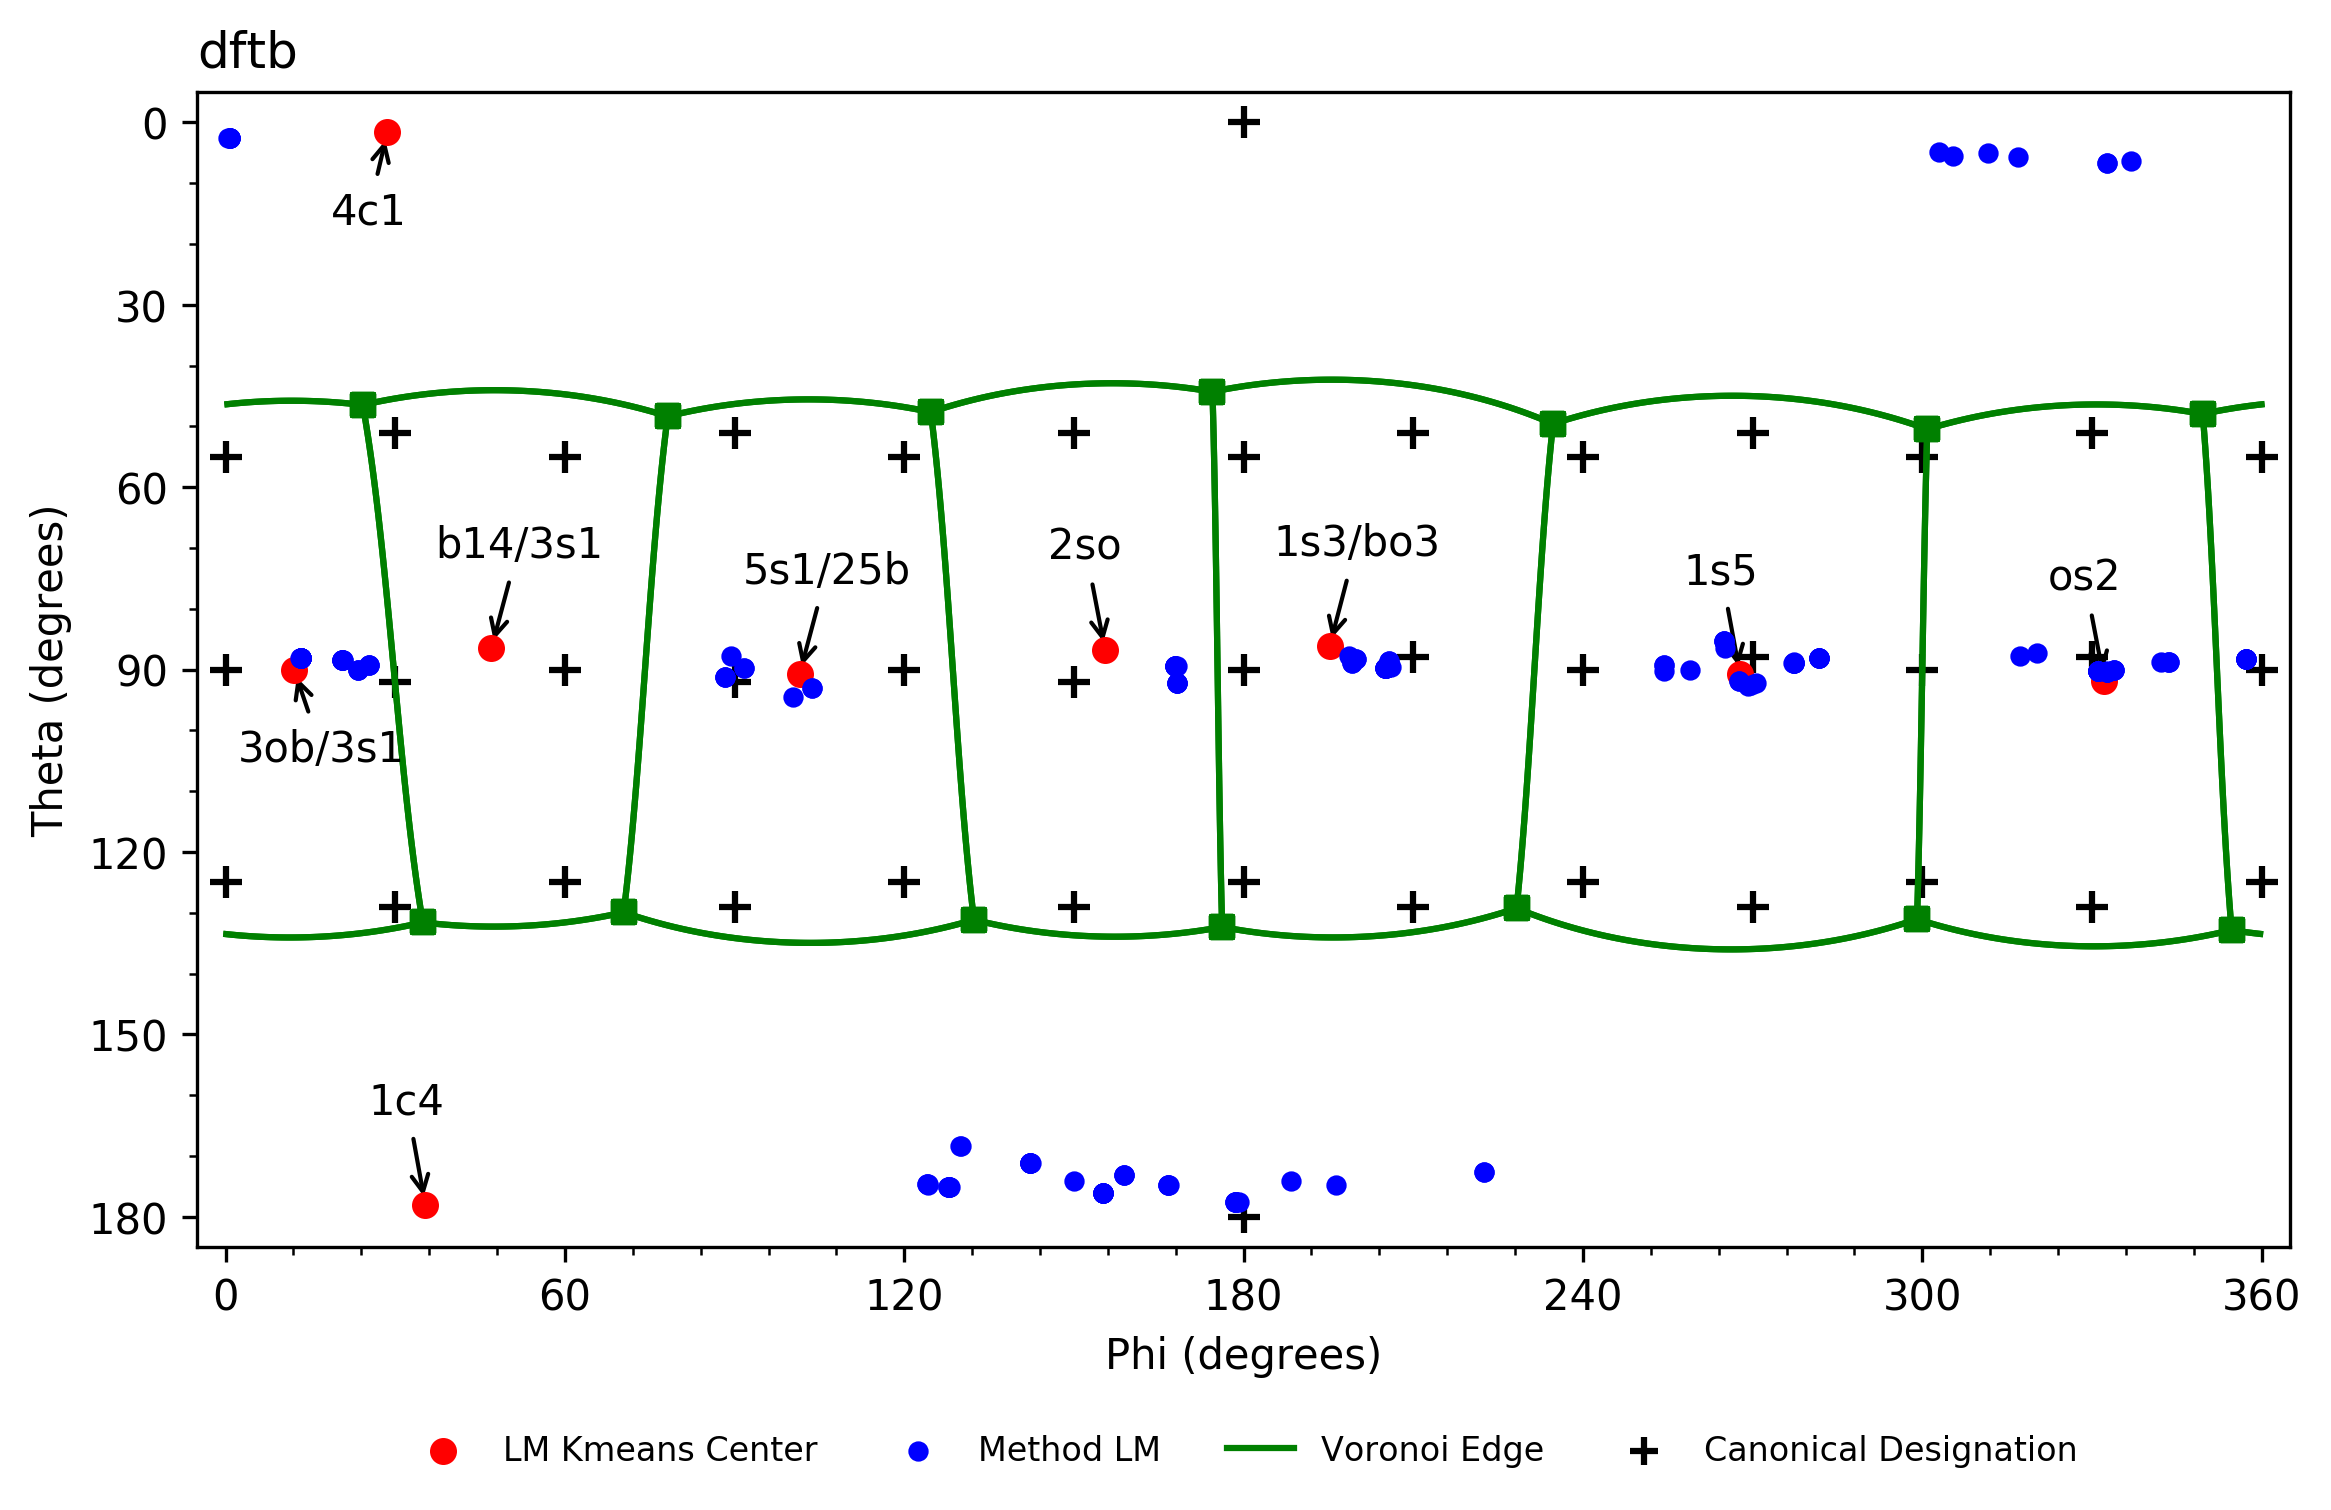 dftb
0
4c1
30
60
b14/3s1
5s1/25b
2so
1s3/bo3
1s5
os2
90
3ob/3s1
120
150
1c4
180
Theta (degrees)
0 60 120 180 240 300 360
Phi (degrees)
LM Kmeans Center Method LM Voronoi Edge Canonical Designation